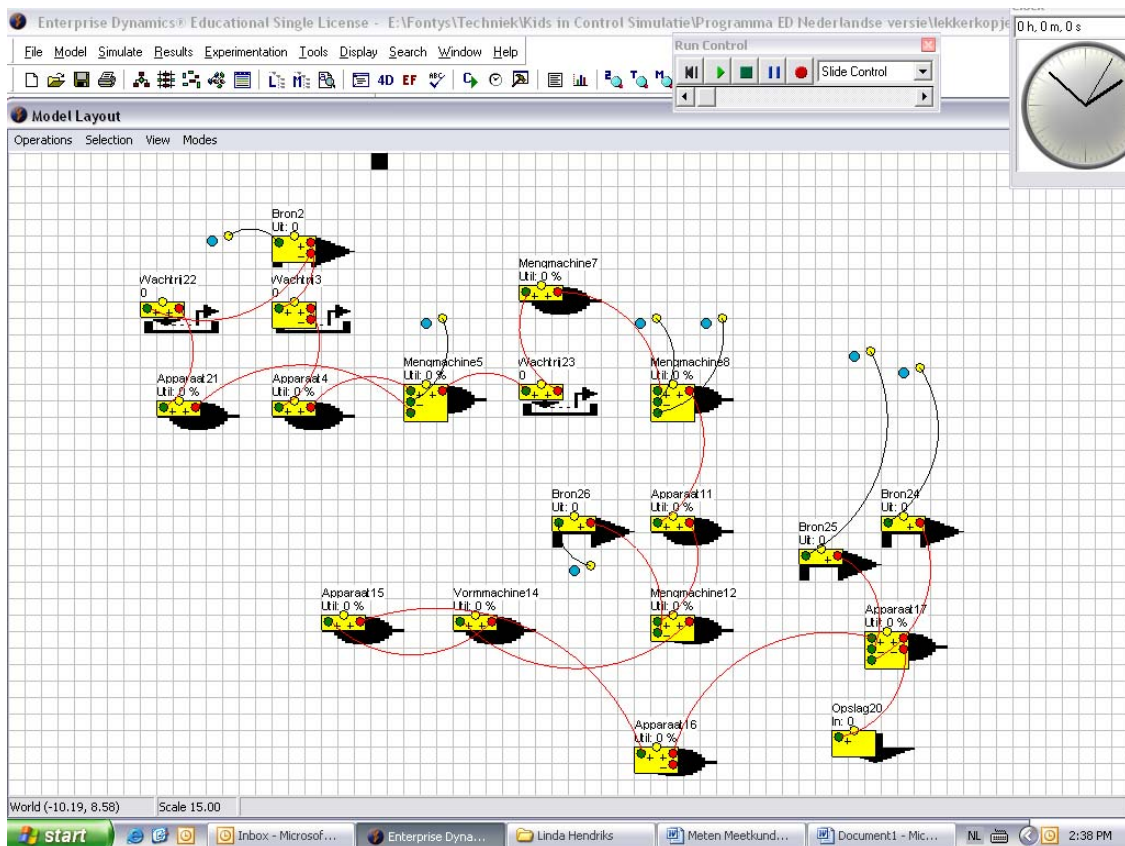 Enterprise Dynamics® Educational Single License - E:\Fontys\Techniek\Kids in Control Simulatie\Programma ED Nederlandse versie\lekkerkopje
File Model Simulate Results Experimentation Tools Display Search Window Help
Run Control
Slide Control
0 h, 0 m, 0 s
4D EF
Model Layout
Operations Selection View Modes
Bron2
Uit: 0
Wachtrij22
0
Wachtrij3
0
Mengmachine7
Util: 0 %
Apparaat21
Util: 0 %
Apparaat4
Util: 0 %
Mengmachine5
Util: 0 %
Wachtrij23
0
Mengmachine8
Util: 0 %
Bron26
Uit: 0
Apparaat11
Util: 0 %
Bron25
Uit: 0
Bron24
Uit: 0
Apparaat15
Util: 0 %
Vormmachine14
Util: 0 %
Mengmachine12
Util: 0 %
Apparaat17
Util: 0 %
Apparaat16
Util: 0 %
Opslag20
In: 0
World (-10.19, 8.58) Scale 15.00
start Inbox - Microsof... Enterprise Dyna... Linda Hendriks Meten Meetkund... Document1 - Mic... NL 2:38 PM